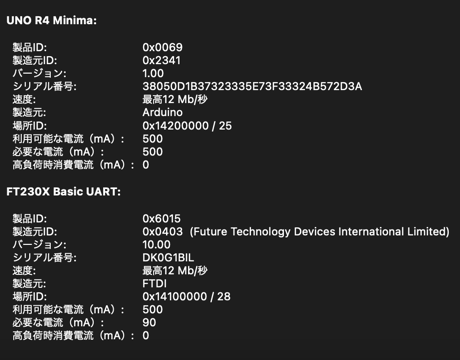 UNO R4 Minima:
製品ID: 0x0069
製造元ID: 0x2341
バージョン: 1.00
シリアル番号: 38050D1B37323335E73F33324B572D3A
速度: 最高12 Mb/秒
製造元: Arduino
場所ID: 0x14200000 / 25
利用可能な電流（mA）: 500
必要な電流（mA）: 500
高負荷時消費電流（mA）: 0
FT230X Basic UART:
製品ID: 0x6015
製造元ID: 0x0403  (Future Technology Devices International Limited)
バージョン: 10.00
シリアル番号: DK0G1BIL
速度: 最高12 Mb/秒
製造元: FTDI
場所ID: 0x14100000 / 28
利用可能な電流（mA）: 500
必要な電流（mA）: 90
高負荷時消費電流（mA）: 0